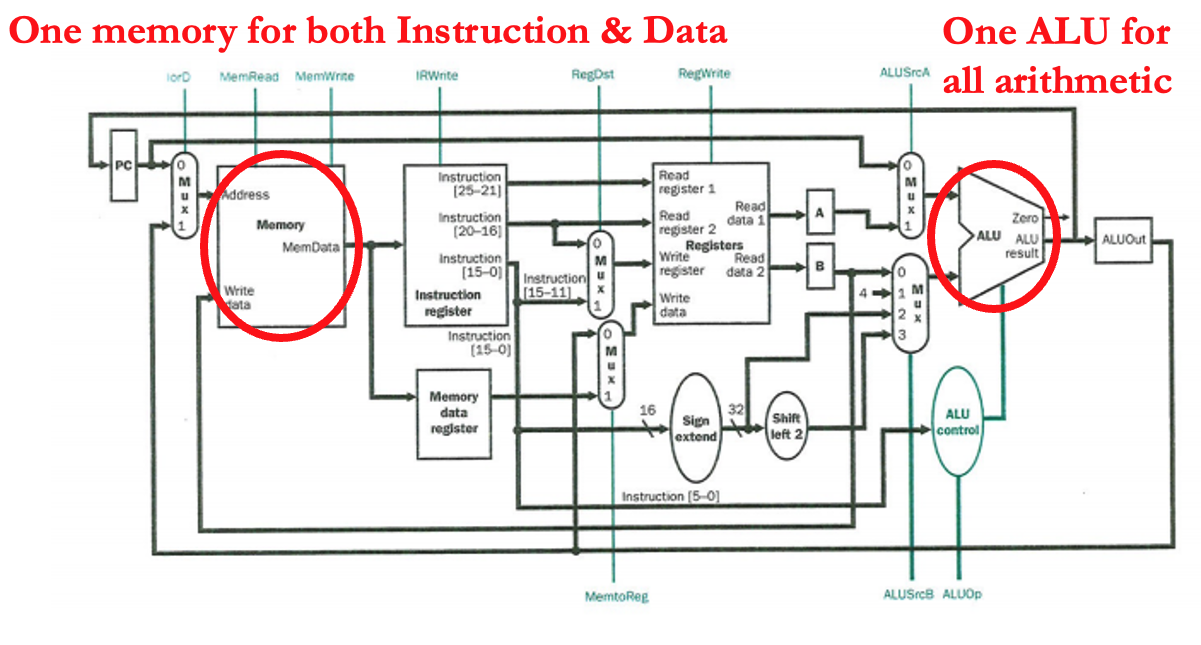 One memory for both Instruction & Data
One ALU for
all arithmetic
IorD
MemRead
MemWrite
IRWrite
RegDst
RegWrite
ALUSrcA
PC
0
M
u
x
1
Address
Memory
MemData
Write
data
Instruction
[25–21]
Instruction
[20–16]
Instruction
[15–0]
Instruction
register
Instruction
[15–0]
Memory
data
register
Instruction
[15–11]
0
M
u
x
1
0
M
u
x
1
Read
register 1
Read
register 2
Registers
Write
register
Write
data
Read
data 1
Read
data 2
16
Sign
extend
32
Shift
left 2
A
B
4
0
M
u
x
1
0
1
2
3
M
u
x
Zero
ALU
ALU
result
ALUOut
ALU
control
Instruction [5–0]
MemtoReg
ALUSrcB
ALUOp